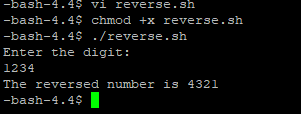 -bash-4.4$ vi reverse.sh
-bash-4.4$ chmod +x reverse.sh
-bash-4.4$ ./reverse.sh
Enter the digit:
1234
The reversed number is 4321
-bash-4.4$